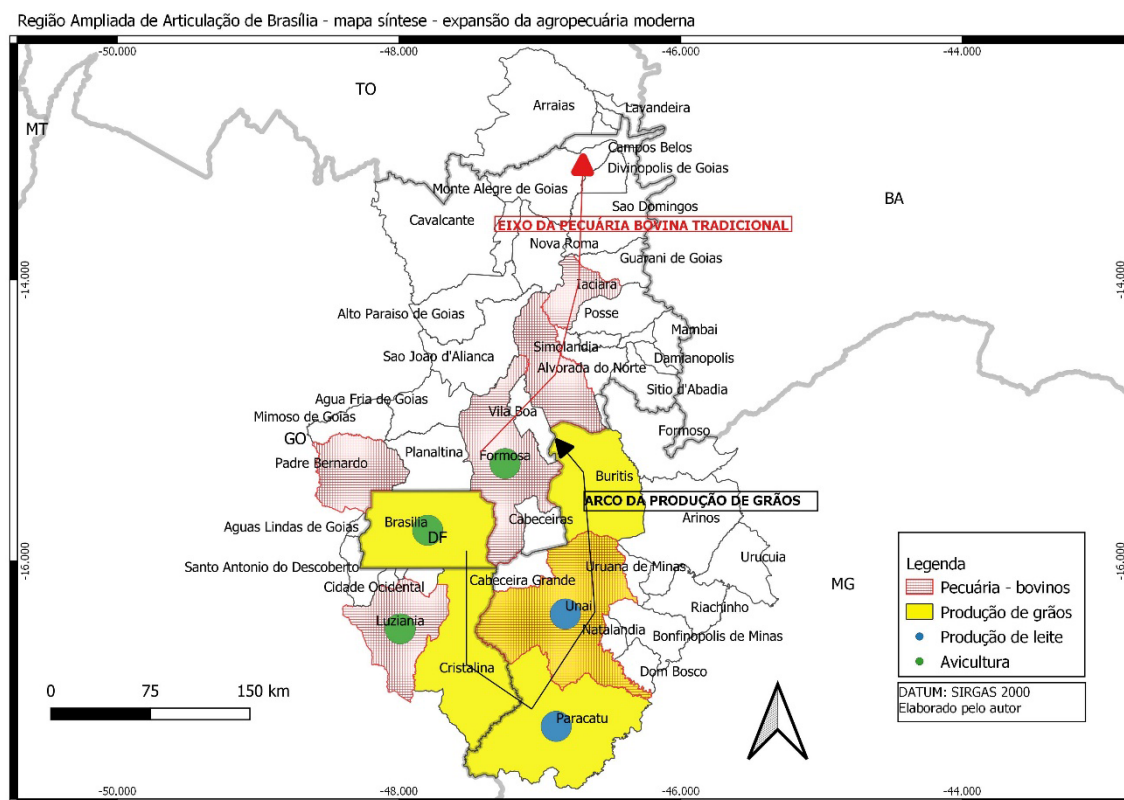 Região Ampliada de Articulação de Brasília - mapa síntese - expansão da agropecuária moderna
-50.000
-48.000
-46.000
-44.000
TO
MT
Arraias
Lavandeira
Campos Belos
Divinopolis de Goias
Monte Alegre de Goias
Sao Domingos
BA
Cavalcante
EIXO DA PECUÁRIA BOVINA TRADICIONAL
Nova Roma
Guarani de Goias
-14.000
-14.000
Iaciara
Posse
Alto Paraiso de Goias
Mambai
Simolandia
Sao Joao d'Alianca
Damianopolis
Alvorada do Norte
Sitio d'Abadia
Agua Fria de Goias
Vila Boa
Mimoso de Goias
Formoso
GO
Planaltina
Formosa
Padre Bernardo
Buritis
ARCO DA PRODUÇÃO DE GRÃOS
Brasilia
Cabeceiras
Arinos
Aguas Lindas de Goias
DF
Urucuia
-16.000
-16.000
Santo Antonio do Descoberto
Uruana de Minas
Cabeceira Grande
MG
Cidade Ocidental
Unai
Riachinho
Luziania
Natalandia
Bonfinopolis de Minas
Cristalina
Dom Bosco
Paracatu
Legenda
Pecuária - bovinos
Produção de grãos
Produção de leite
Avicultura
DATUM: SIRGAS 2000
Elaborado pelo autor
0 75 150 km
-50.000
-48.000
-46.000
-44.000